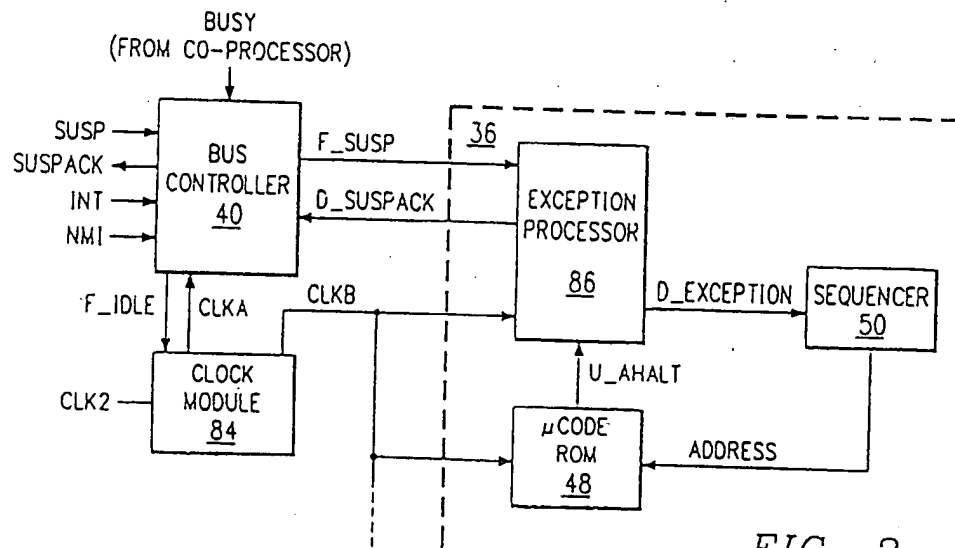 BUSY
(FROM CO-PROCESSOR)
SUSP
SUSPACK
INT
NMI
BUS
CONTROLLER
40
F_SUSP
D_SUSPACK
36
EXCEPTION
PROCESSOR
86
D_EXCEPTION
SEQUENCER
50
F_IDLE
CLKA
CLKB
U_AHALT
CLK2
CLOCK
MODULE
84
µCODE
ROM
48
ADDRESS
FIG.